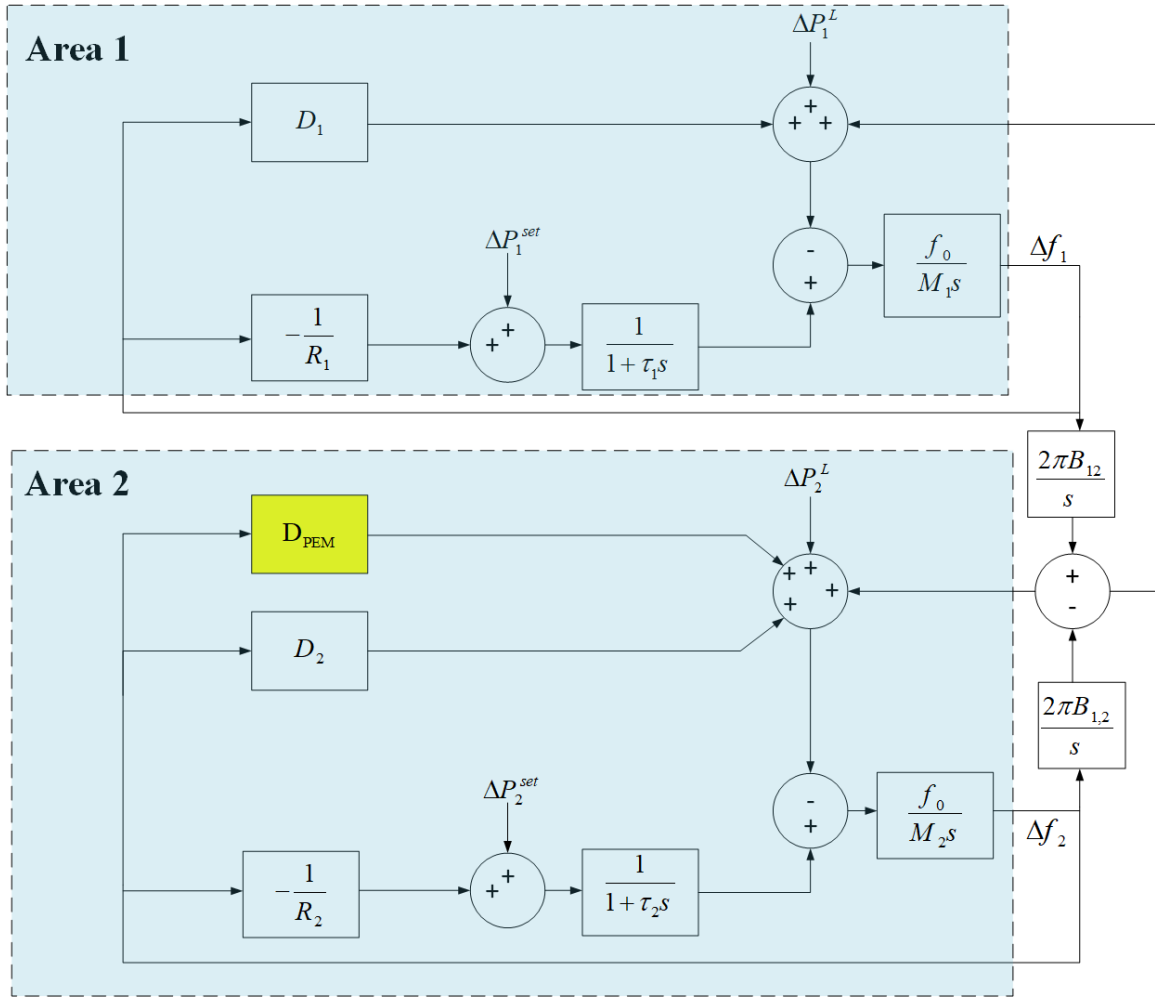 Area 1
ΔP₁ᴸ
D₁
+ + +
ΔP₁ˢᵉᵗ
-1/R₁
+ +
1/(1 + τ₁s)
-
+
f₀/(M₁s)
Δf₁
2πB₁₂/s
Area 2
ΔP₂ᴸ
D_PEM
+ + + +
D₂
+
-
2πB₁,₂/s
ΔP₂ˢᵉᵗ
-1/R₂
+ +
1/(1 + τ₂s)
-
+
f₀/(M₂s)
Δf₂